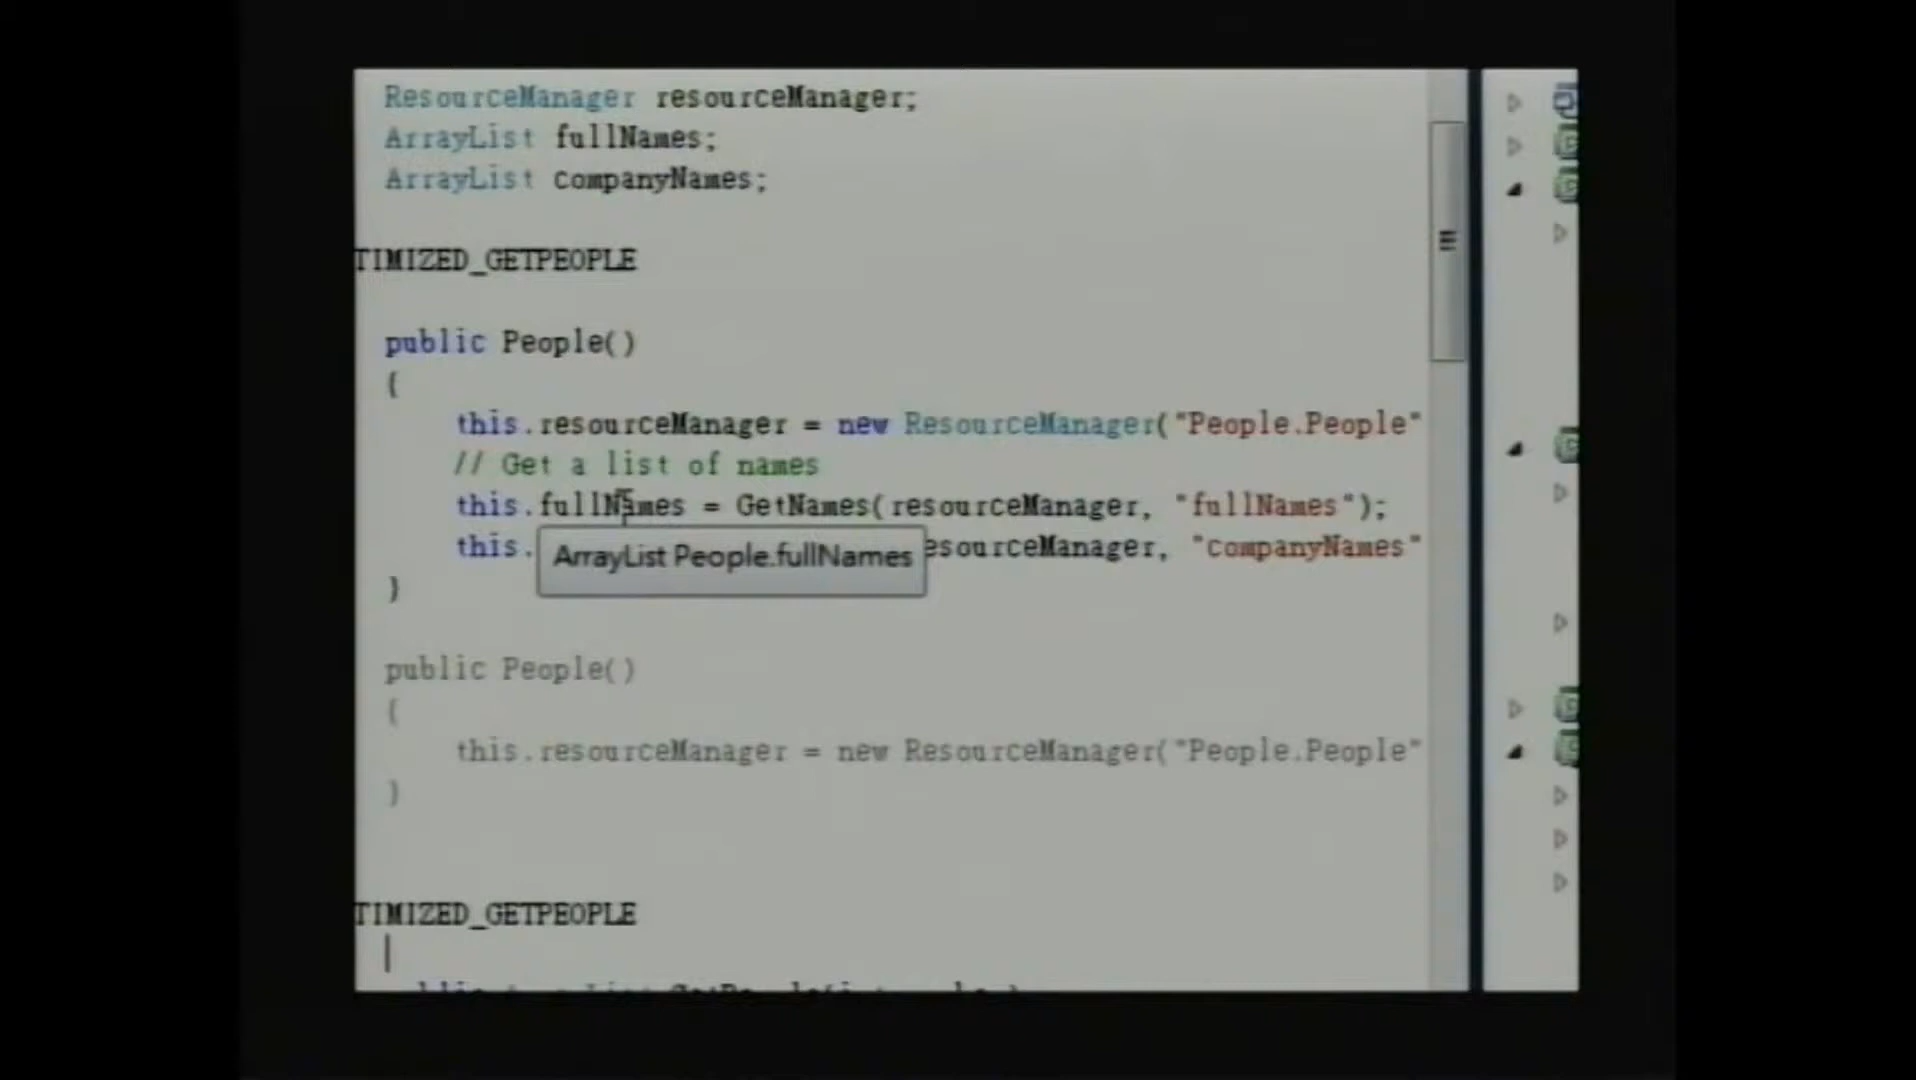 ResourceManager resourceManager;
ArrayList fullNames;
ArrayList companyNames;
TIMIZED_GETPEOPLE
public People()
{
this.resourceManager = new ResourceManager("People.People"
// Get a list of names
this.fullNames = GetNames(resourceManager, "fullNames");
this. esourceManager, "companyNames"
ArrayList People.fullNames
}
public People()
{
this.resourceManager = new ResourceManager("People.People"
}
TIMIZED_GETPEOPLE